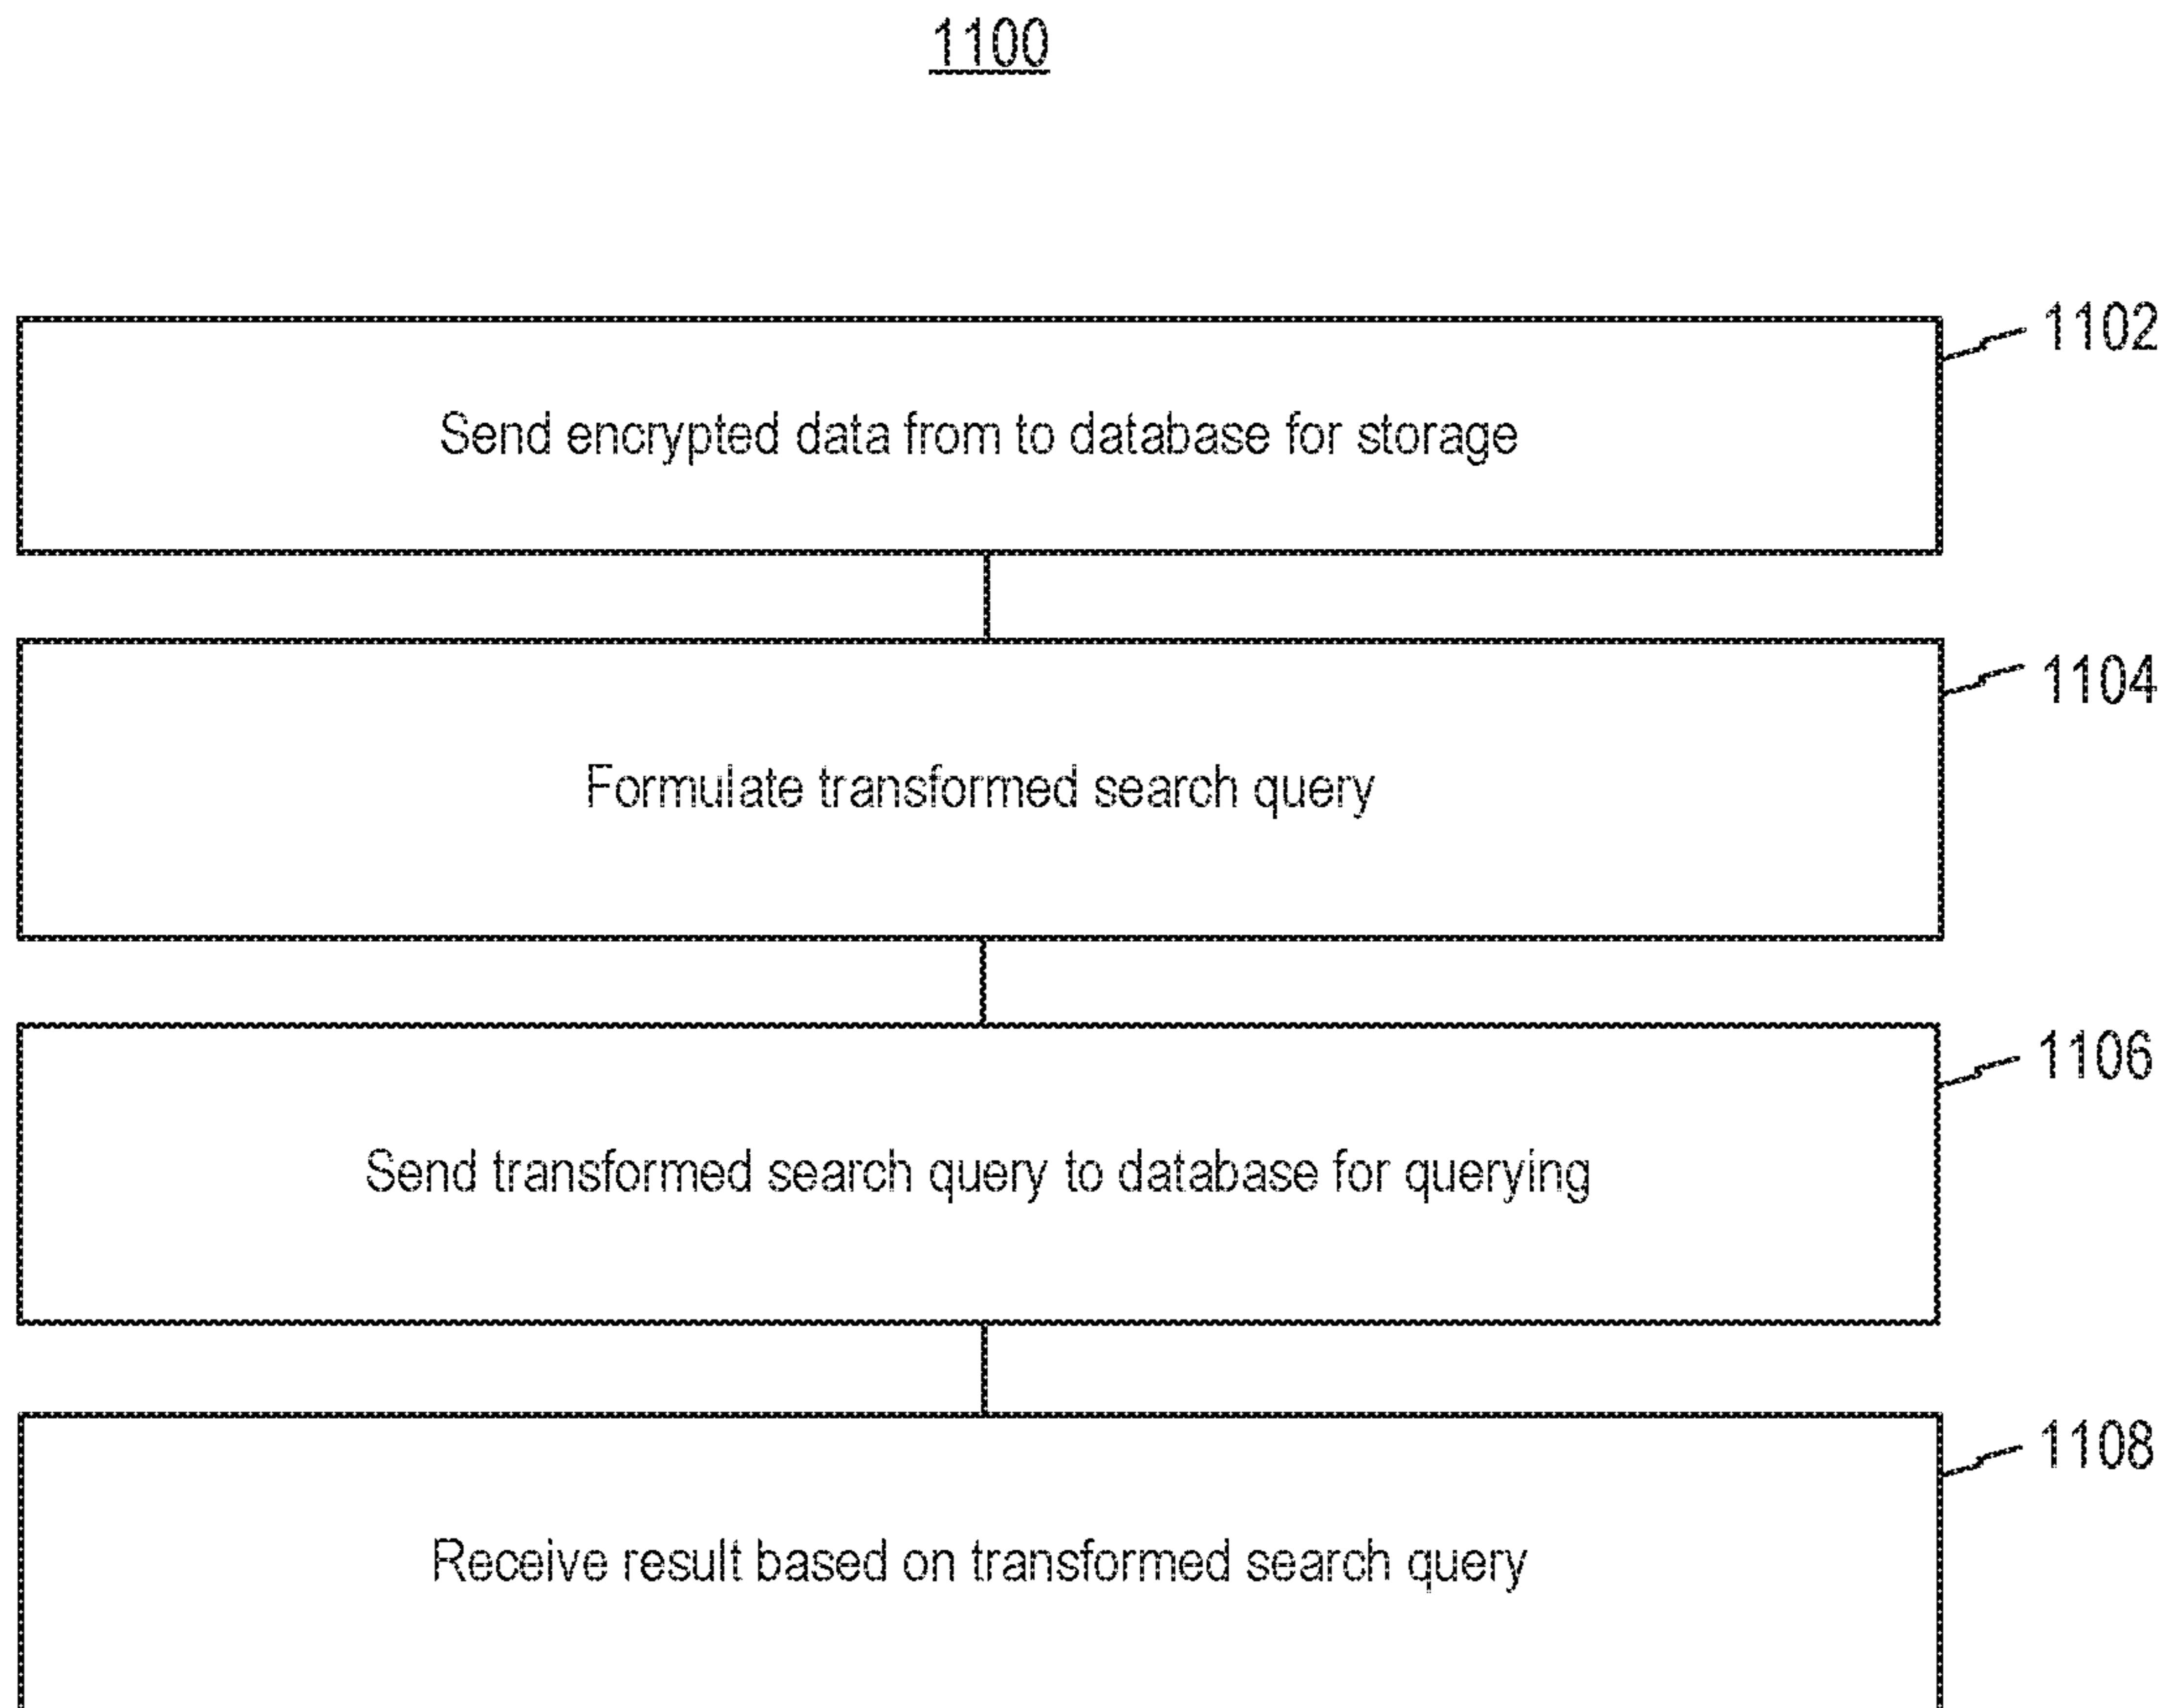 1100
1102
Send encrypted data from to database for storage
1104
Formulate transformed search query
1106
Send transformed search query to database for querying
1108
Receive result based on transformed search query